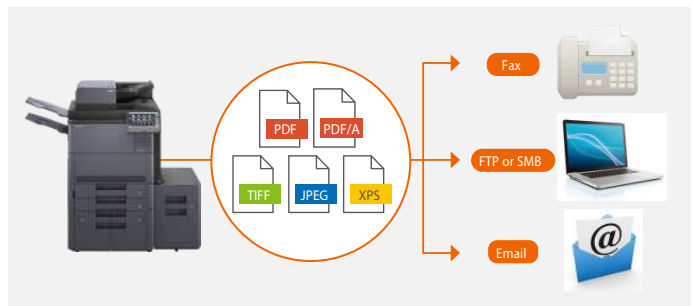 PDF
PDF/A
TIFF
JPEG
XPS
Fax
FTP or SMB
Email
@